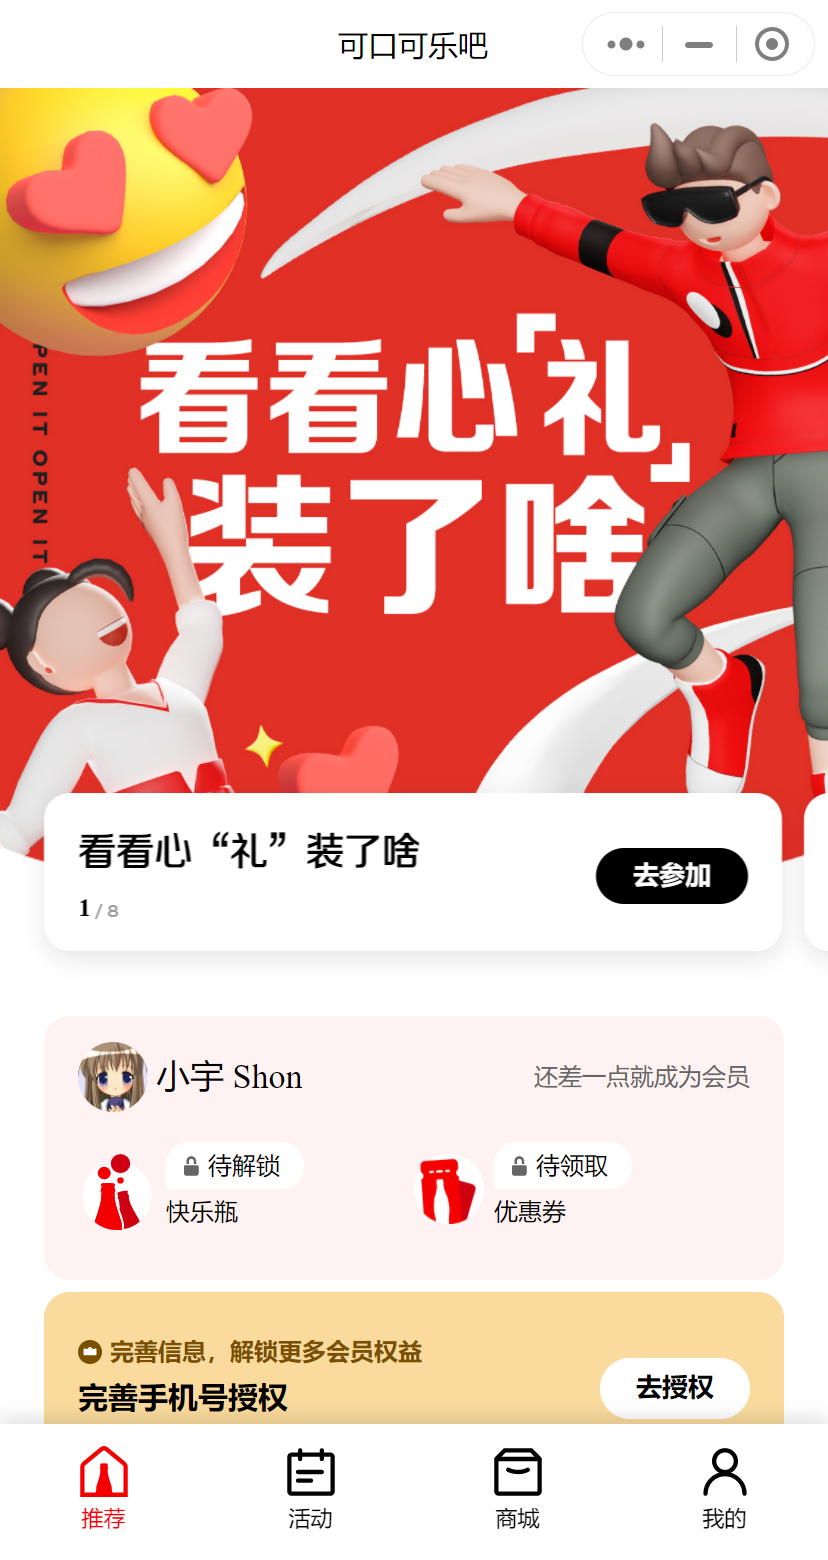 可口可乐吧
PEN IT OPEN IT
看看心「礼」
装了啥
看看心“礼”装了啥
去参加
1 / 8
小宇 Shon
还差一点就成为会员
待解锁
快乐瓶
待领取
优惠券
完善信息，解锁更多会员权益
完善手机号授权
去授权
推荐
活动
商城
我的